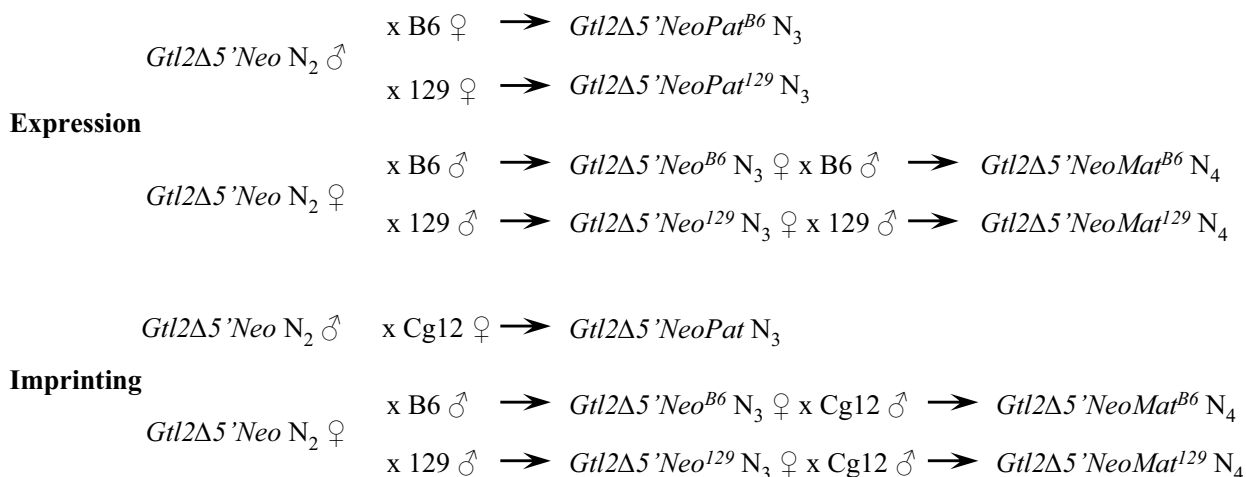 x B6 ♀ → Gtl2Δ5’NeoPat^B6 N₃
Gtl2Δ5’Neo N₂ ♂
x 129 ♀ → Gtl2Δ5’NeoPat^129 N₃
Expression
x B6 ♂ → Gtl2Δ5’Neo^B6 N₃ ♀ x B6 ♂ → Gtl2Δ5’NeoMat^B6 N₄
Gtl2Δ5’Neo N₂ ♀
x 129 ♂ → Gtl2Δ5’Neo^129 N₃ ♀ x 129 ♂ → Gtl2Δ5’NeoMat^129 N₄
Gtl2Δ5’Neo N₂ ♂ x Cg12 ♀ → Gtl2Δ5’NeoPat N₃
Imprinting
x B6 ♂ → Gtl2Δ5’Neo^B6 N₃ ♀ x Cg12 ♂ → Gtl2Δ5’NeoMat^B6 N₄
Gtl2Δ5’Neo N₂ ♀
x 129 ♂ → Gtl2Δ5’Neo^129 N₃ ♀ x Cg12 ♂ → Gtl2Δ5’NeoMat^129 N₄